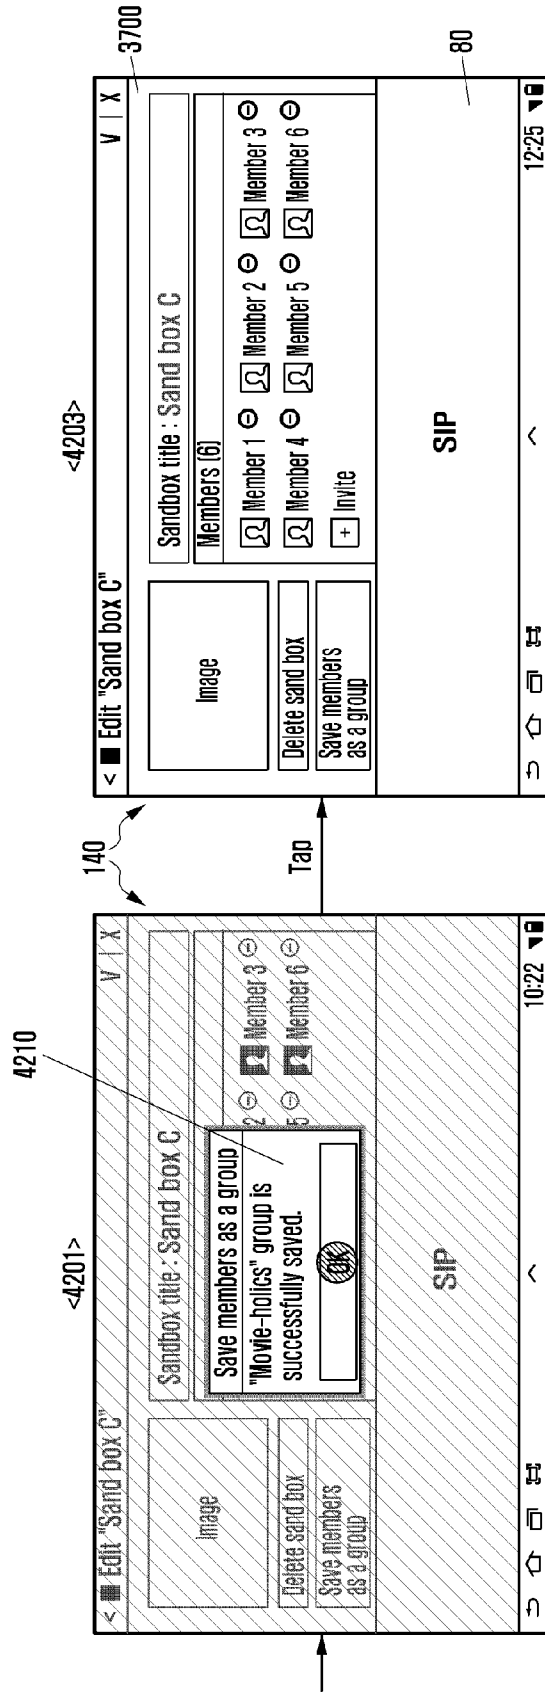 <4201>
4210
140
< Edit "Sand box C"
V | X
Image
Sandbox title : Sand box C
Delete sand box
Save members
as a group
2
Member 3
5
Member 6
Save members as a group
"Movie-holics" group is
successfully saved.
OK
SIP
10:22
Tap
<4203>
3700
< Edit "Sand box C"
V | X
Image
Sandbox title : Sand box C
Members (6)
Member 1
Member 2
Member 3
Member 4
Member 5
Member 6
+ Invite
Delete sand box
Save members
as a group
SIP
80
12:25